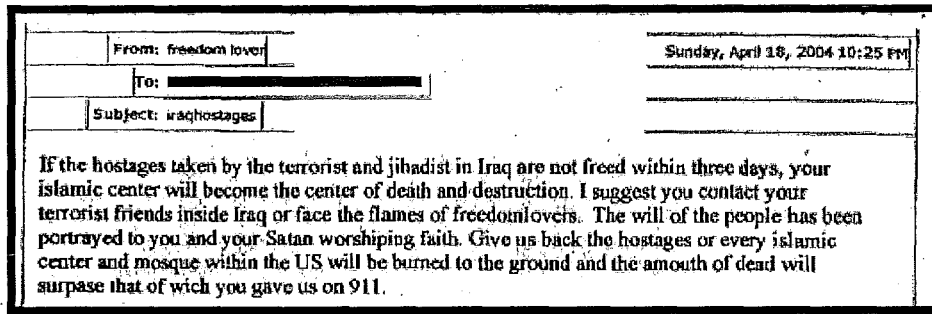 From: freedom lover
Sunday, April 18, 2004 10:25 PM
To:
Subject: iraqhostages
If the hostages taken by the terrorist and jihadist in Iraq are not freed within three days, your
islamic center will become the center of death and destruction. I suggest you contact your
terrorist friends inside Iraq or face the flames of freedomlovers. The will of the people has been
portrayed to you and your Satan worshiping faith. Give us back the hostages or every islamic
center and mosque within the US will be burned to the ground and the amouth of dead will
surpase that of wich you gave us on 911.